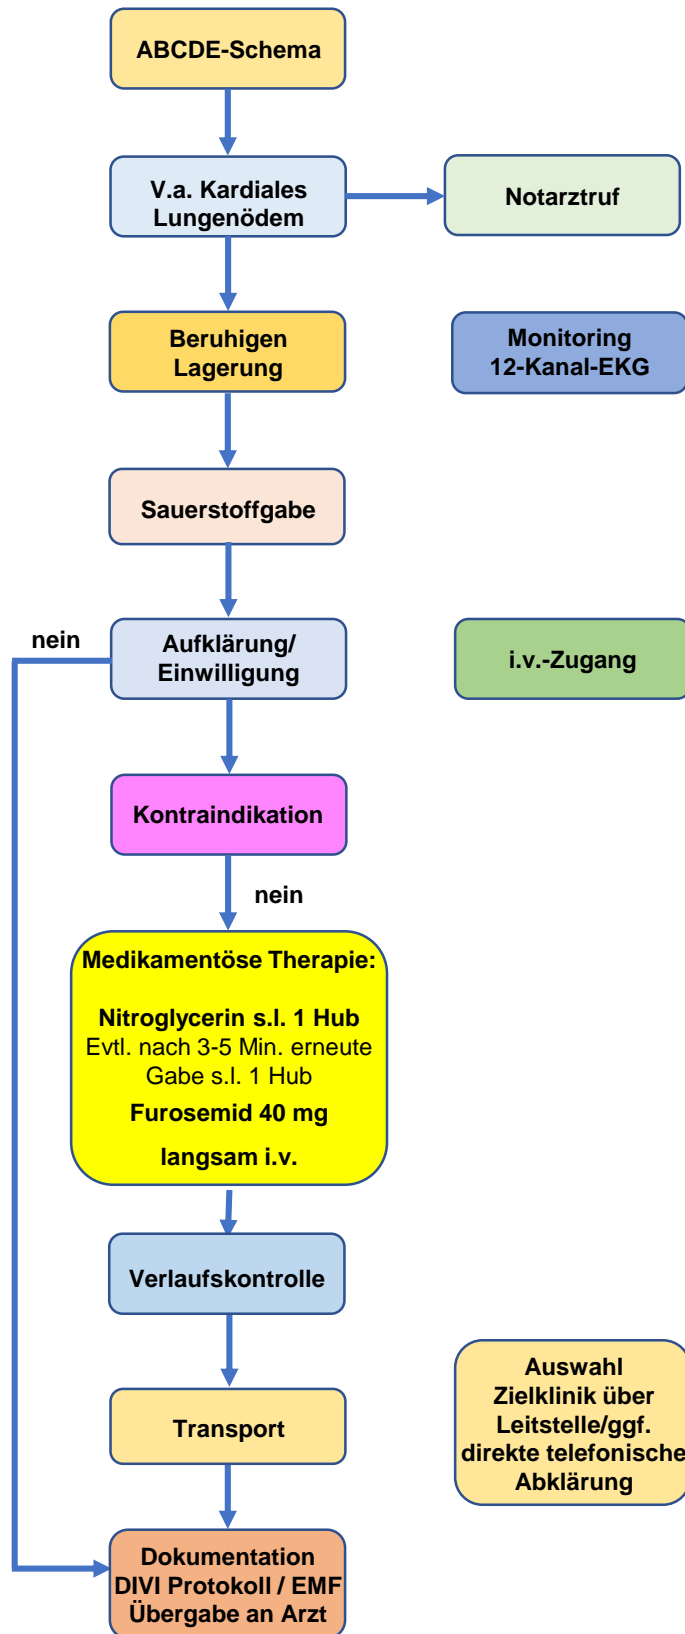 ABCDE-Schema
V.a. Kardiales
Lungenödem
Notarztruf
Beruhigen
Lagerung
Monitoring
12-Kanal-EKG
Sauerstoffgabe
nein
Aufklärung/
Einwilligung
i.v.-Zugang
Kontraindikation
nein
Medikamentöse Therapie:
Nitroglycerin s.l. 1 Hub
Evtl. nach 3-5 Min. erneute
Gabe s.l. 1 Hub
Furosemid 40 mg
langsam i.v.
Verlaufskontrolle
Auswahl
Zielklinik über
Leitstelle/ggf.
direkte telefonische
Abklärung
Transport
Dokumentation
DIVI Protokoll / EMF
Übergabe an Arzt